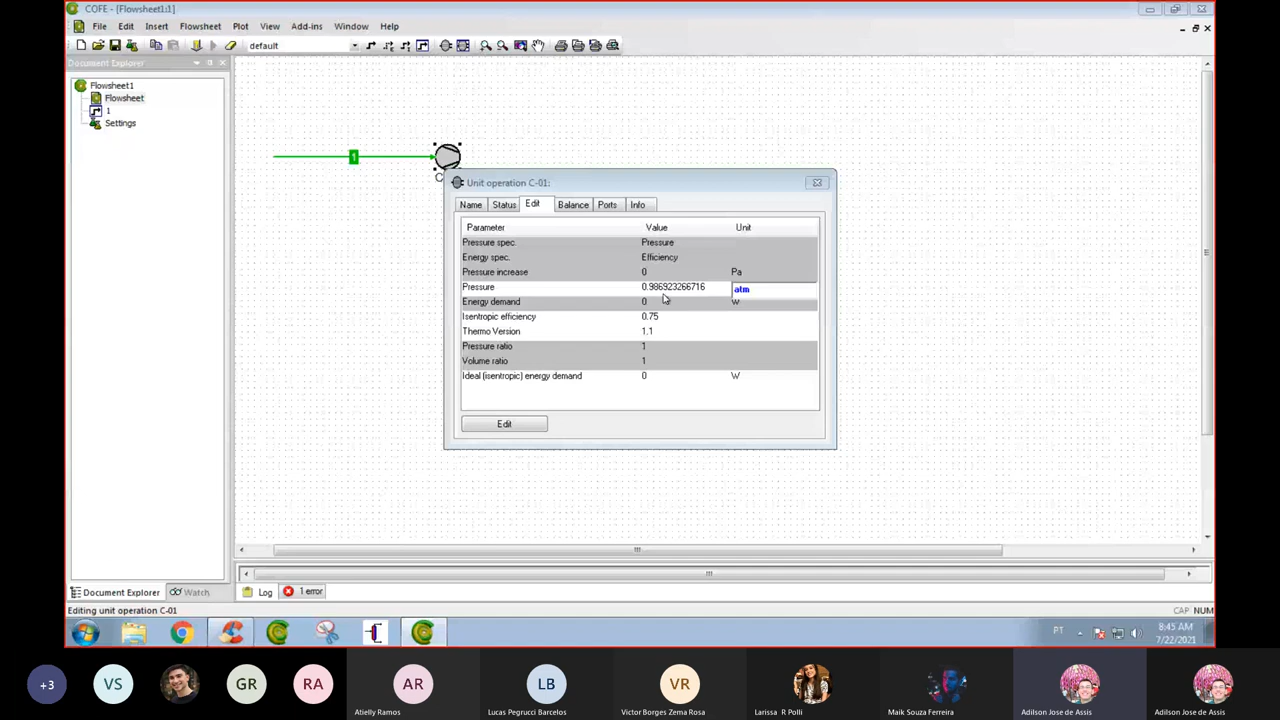 COFE - [Flowsheet1:1]
File Edit Insert Flowsheet Plot View Add-ins Window Help
default
Document Explorer
Flowsheet1
Flowsheet
1
Settings
1
C
Unit operation C-01:
Name Status Edit Balance Ports Info
Parameter Value Unit
Pressure spec. Pressure
Energy spec. Efficiency
Pressure increase 0 Pa
Pressure 0.986923266716 atm
Energy demand 0 W
Isentropic efficiency 0.75
Thermo Version 1.1
Pressure ratio 1
Volume ratio 1
Ideal (isentropic) energy demand 0 W
Edit
Document Explorer Watch
Log 1 error
Editing unit operation C-01
CAP NUM
PT
8:45 AM
7/22/2021
+3 VS GR RA AR LB VR
Atielly Ramos Lucas Pegrucci Barcelos Victor Borges Zema Rosa Larissa R Polli Maik Souza Ferreira Adilson Jose de Assis Adilson Jose de Assis